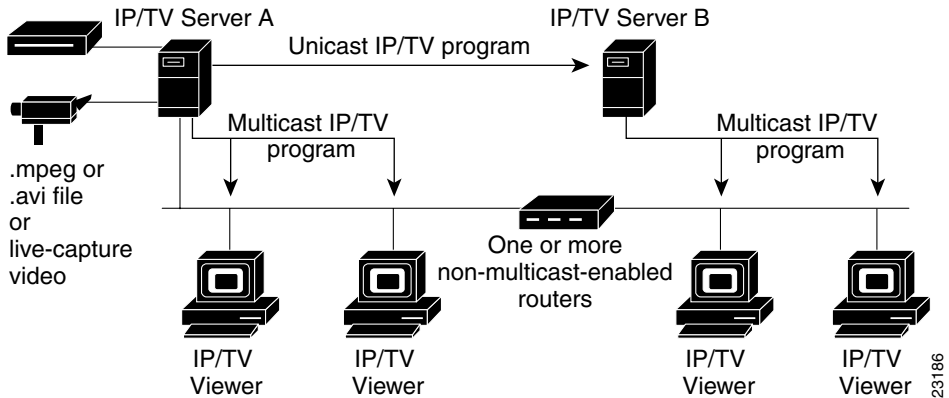 IP/TV Server A
IP/TV Server B
Unicast IP/TV program
Multicast IP/TV
program
Multicast IP/TV
program
.mpeg or
.avi file
or
live-capture
video
One or more
non-multicast-enabled
routers
IP/TV
Viewer
IP/TV
Viewer
IP/TV
Viewer
IP/TV
Viewer
23186